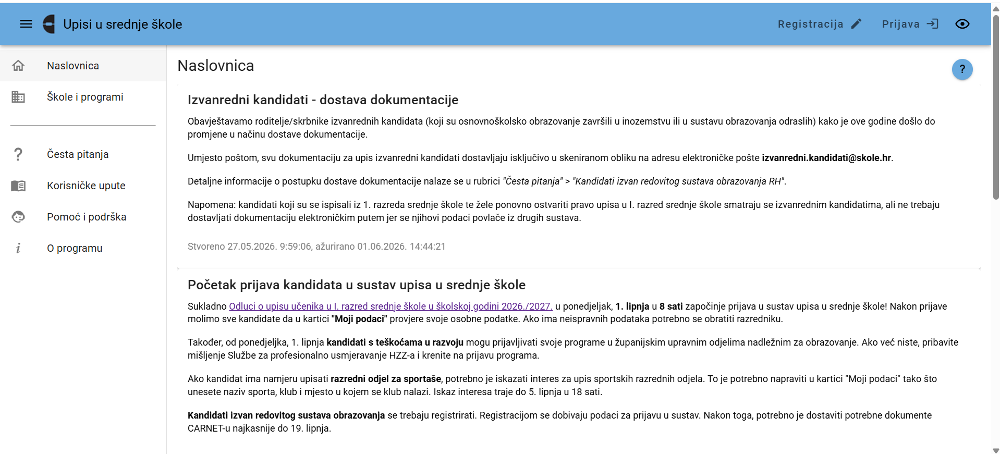 Upisi u srednje škole
Registracija
Prijava
Naslovnica
Škole i programi
Česta pitanja
Korisničke upute
Pomoć i podrška
O programu
Naslovnica
?
Izvanredni kandidati - dostava dokumentacije
Obavještavamo roditelje/skrbnike izvanrednih kandidata (koji su osnovnoškolsko obrazovanje završili u inozemstvu ili u sustavu obrazovanja odraslih) kako je ove godine došlo do
promjene u načinu dostave dokumentacije.
Umjesto poštom, svu dokumentaciju za upis izvanredni kandidati dostavljaju isključivo u skeniranom obliku na adresu elektroničke pošte izvanredni.kandidati@skole.hr.
Detaljne informacije o postupku dostave dokumentacije nalaze se u rubrici "Česta pitanja" > "Kandidati izvan redovitog sustava obrazovanja RH".
Napomena: kandidati koji su se ispisali iz 1. razreda srednje škole te žele ponovno ostvariti pravo upisa u I. razred srednje škole smatraju se izvanrednim kandidatima, ali ne trebaju
dostavljati dokumentaciju elektroničkim putem jer se njihovi podaci povlače iz drugih sustava.
Stvoreno 27.05.2026. 9:59:06, ažurirano 01.06.2026. 14:44:21
Početak prijava kandidata u sustav upisa u srednje škole
Sukladno Odluci o upisu učenika u I. razred srednje škole u školskoj godini 2026./2027. u ponedjeljak, 1. lipnja u 8 sati započinje prijava u sustav upisa u srednje škole! Nakon prijave
molimo sve kandidate da u kartici "Moji podaci" provjere svoje osobne podatke. Ako ima neispravnih podataka potrebno se obratiti razredniku.
Također, od ponedjeljka, 1. lipnja kandidati s teškoćama u razvoju mogu prijavljivati svoje programe u županijskim upravnim odjelima nadležnim za obrazovanje. Ako već niste, pribavite
mišljenje Službe za profesionalno usmjeravanje HZZ-a i krenite na prijavu programa.
Ako kandidat ima namjeru upisati razredni odjel za sportaše, potrebno je iskazati interes za upis sportskih razrednih odjela. To je potrebno napraviti u kartici "Moji podaci" tako što
unesete naziv sporta, klub i mjesto u kojem se klub nalazi. Iskaz interesa traje do 5. lipnja u 18 sati.
Kandidati izvan redovitog sustava obrazovanja se trebaju registrirati. Registracijom se dobivaju podaci za prijavu u sustav. Nakon toga, potrebno je dostaviti potrebne dokumente
CARNET-u najkasnije do 19. lipnja.